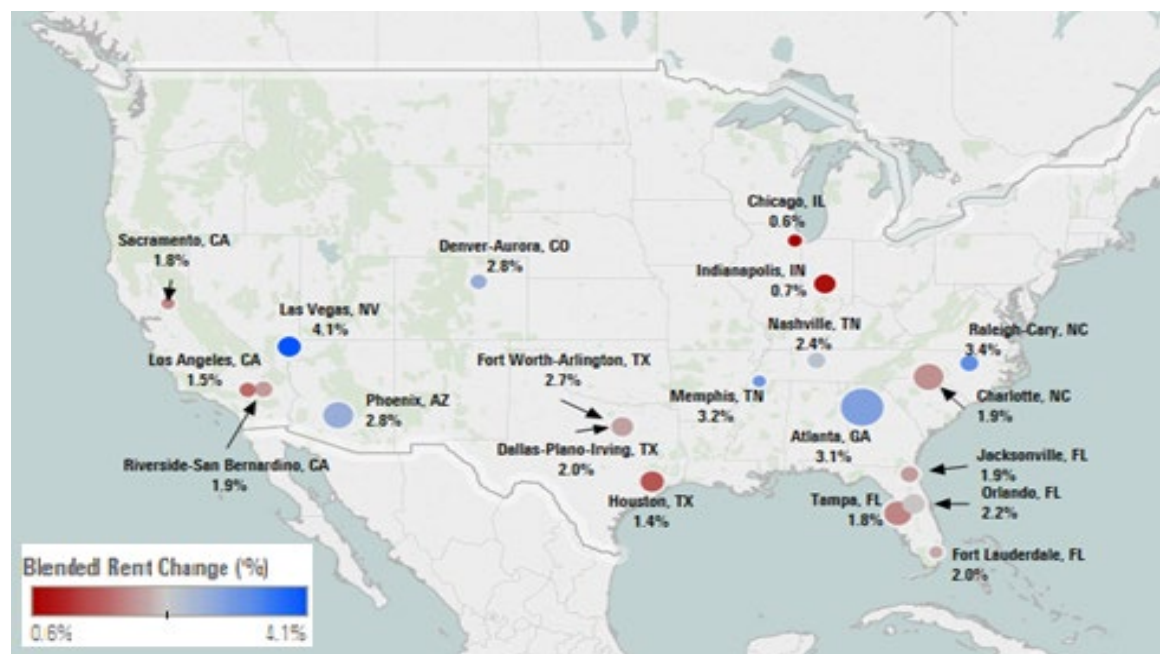 Chicago, IL
0.6%
Sacramento, CA
1.8%
Denver-Aurora, CO
2.8%
Indianapolis, IN
0.7%
Las Vegas, NV
4.1%
Nashville, TN
2.4%
Raleigh-Cary, NC
3.4%
Los Angeles, CA
1.5%
Fort Worth-Arlington, TX
2.7%
Memphis, TN
3.2%
Charlotte, NC
1.9%
Phoenix, AZ
2.8%
Atlanta, GA
3.1%
Dallas-Plano-Irving, TX
2.0%
Riverside-San Bernardino, CA
1.9%
Jacksonville, FL
1.9%
Houston, TX
1.4%
Tampa, FL
1.8%
Orlando, FL
2.2%
Fort Lauderdale, FL
2.0%
Blended Rent Change (%)
0.6% 4.1%